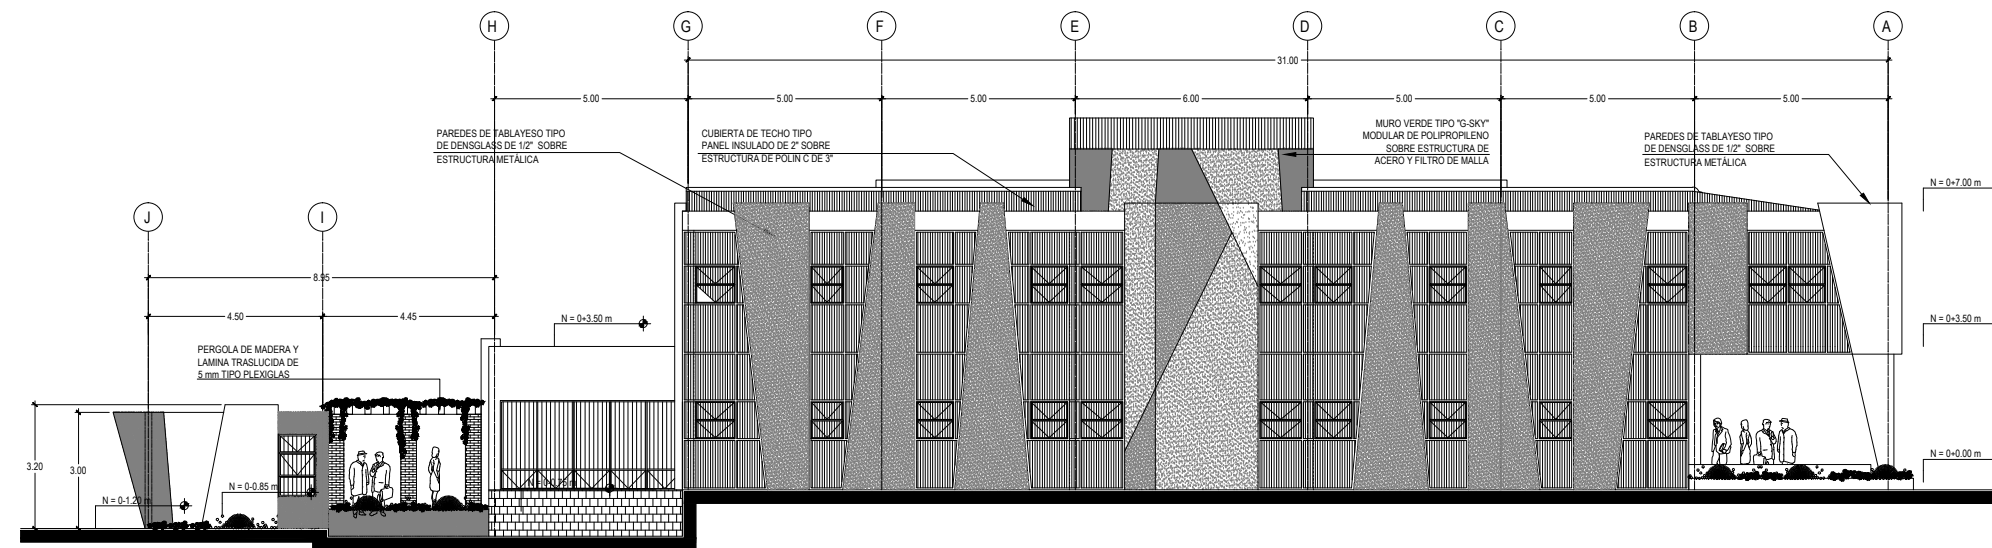 H
G
F
E
D
C
B
A
31.00
5.00
5.00
5.00
6.00
5.00
5.00
5.00
PAREDES DE TABLAYESO TIPO
DE DENSGLASS DE 1/2" SOBRE
ESTRUCTURA METÁLICA
CUBIERTA DE TECHO TIPO
PANEL INSULADO DE 2" SOBRE
ESTRUCTURA DE POLIN C DE 3"
MURO VERDE TIPO "G-SKY"
MODULAR DE POLIPROPILENO
SOBRE ESTRUCTURA DE
ACERO Y FILTRO DE MALLA
PAREDES DE TABLAYESO TIPO
DE DENSGLASS DE 1/2" SOBRE
ESTRUCTURA METÁLICA
N = 0+7.00 m
J
I
8.95
4.50
4.45
N = 0+3.50 m
N = 0+3.50 m
PERGOLA DE MADERA Y
LAMINA TRASLUCIDA DE
5 mm TIPO PLEXIGLAS
3.20
3.00
N = 0+0.00 m
N = 0-0.85 m
N = 0-1.20 m